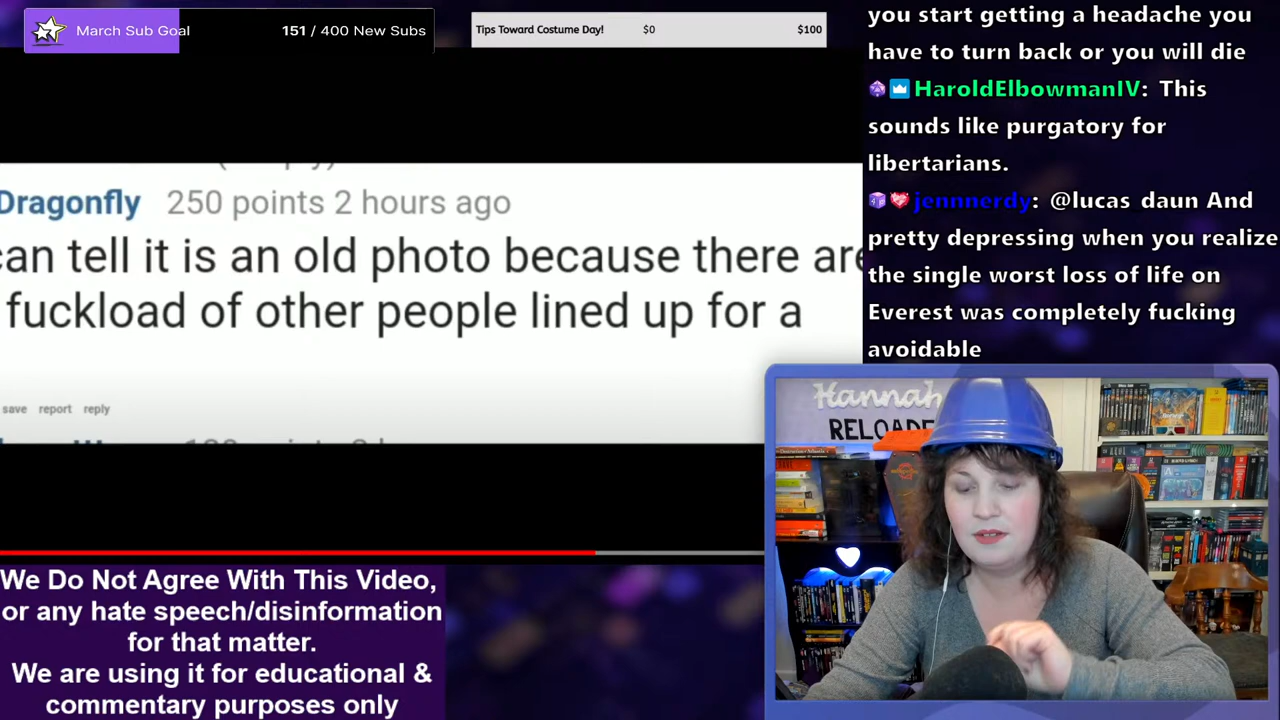 March Sub Goal 151 / 400 New Subs
Tips Toward Costume Day! $0 $100
Dragonfly 250 points 2 hours ago
can tell it is an old photo because there are
fuckload of other people lined up for a
save report reply
you start getting a headache you
have to turn back or you will die
HaroldElbowmanIV: This
sounds like purgatory for
libertarians.
jennnerdy: @lucas_daun And
pretty depressing when you realize
the single worst loss of life on
Everest was completely fucking
avoidable
Hannah
RELOADE
We Do Not Agree With This Video,
or any hate speech/disinformation
for that matter.
We are using it for educational &
commentary purposes only